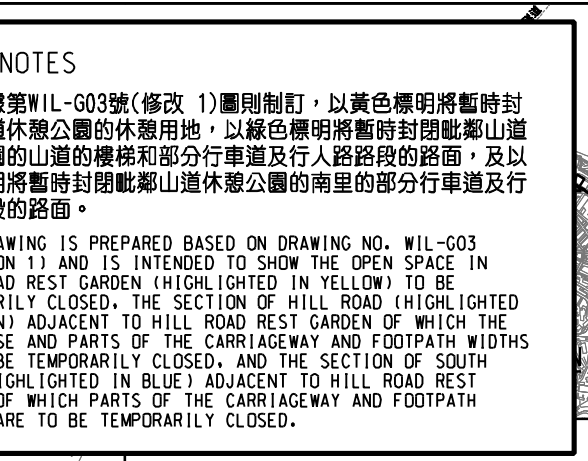 NOTES
第WIL-G03號(修改 1)圖則制訂，以黃色標明將暫時封
休憩公園的休憩用地，以綠色標明將暫時封閉毗鄰山道
的山道的樓梯和部分行車道及行人路路段的路面，及以
將暫時封閉毗鄰山道休憩公園的南里的部分行車道及行
的路面。
AWING IS PREPARED BASED ON DRAWING NO. WIL-G03
ON 1) AND IS INTENDED TO SHOW THE OPEN SPACE IN
AD REST GARDEN (HIGHLIGHTED IN YELLOW) TO BE
RILY CLOSED, THE SECTION OF HILL ROAD (HIGHLIGHTED
N) ADJACENT TO HILL ROAD REST GARDEN OF WHICH THE
SE AND PARTS OF THE CARRIAGEWAY AND FOOTPATH WIDTHS
BE TEMPORARILY CLOSED, AND THE SECTION OF SOUTH
IGHLIGHTED IN BLUE) ADJACENT TO HILL ROAD REST
OF WHICH PARTS OF THE CARRIAGEWAY AND FOOTPATH
ARE TO BE TEMPORARILY CLOSED.